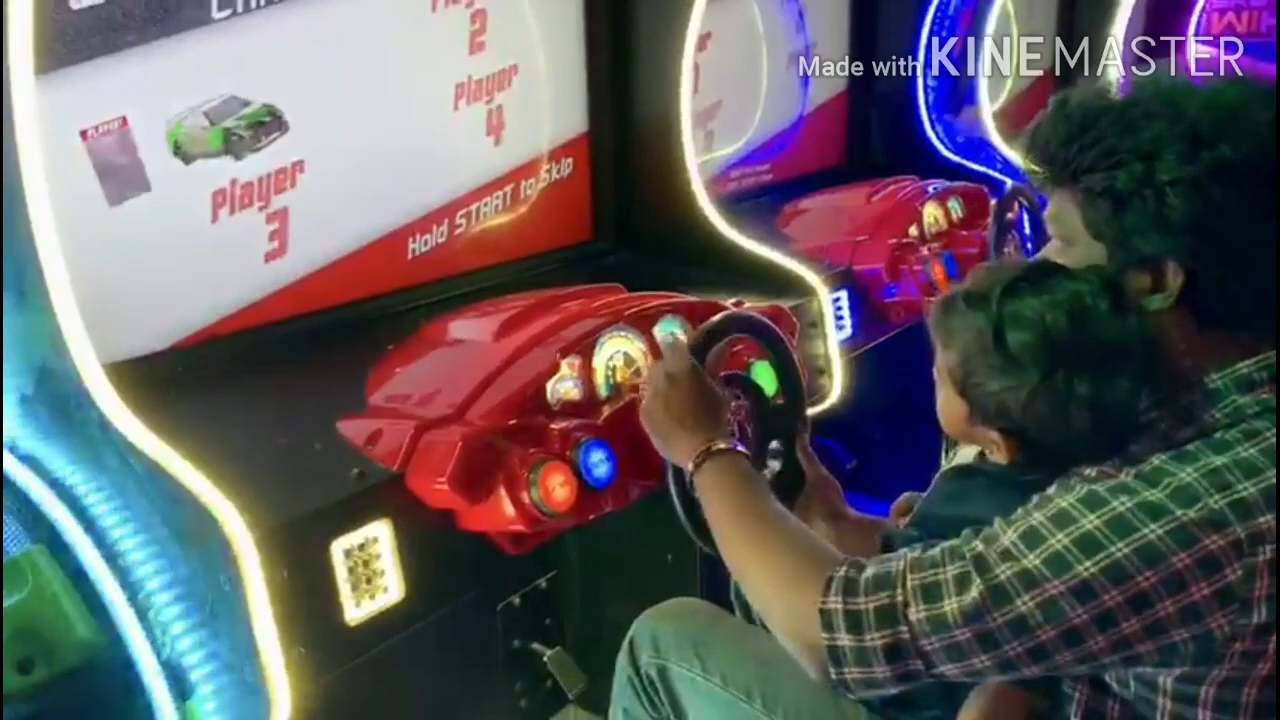 Player
2
Player
4
Player
3
Hold START to Skip
Made with KINEMASTER